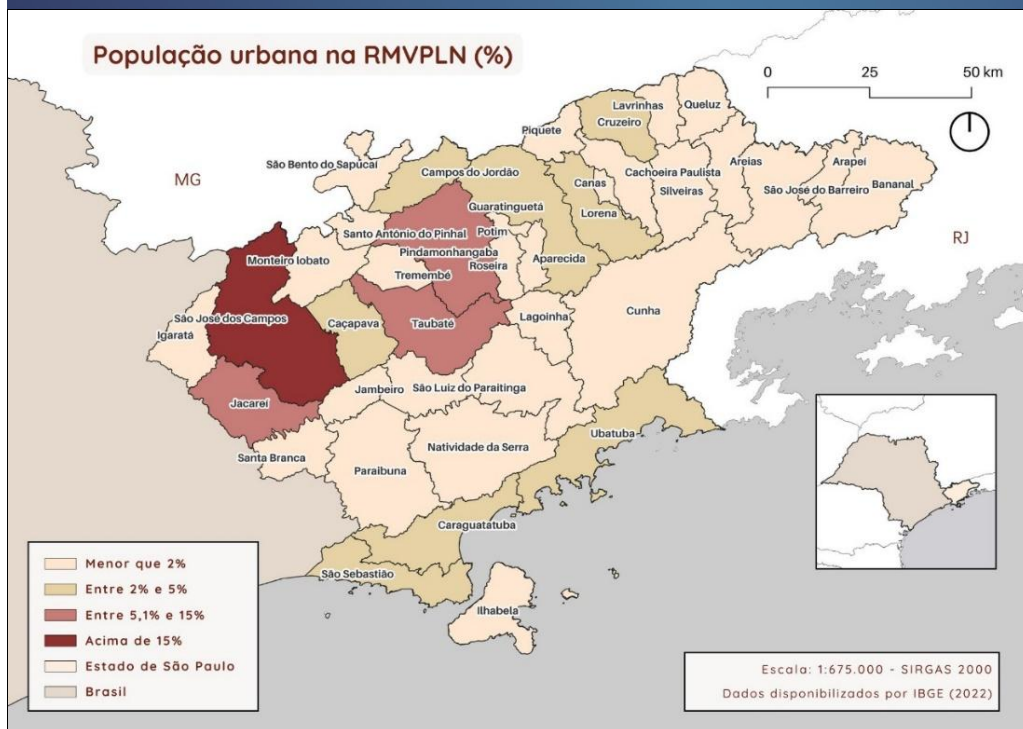 População urbana na RMVPLN (%)
0 25 50 km
MG
RJ
Lavrinhas
Queluz
Cruzeiro
Piquete
São Bento do Sapucaí
Campos do Jordão
Canas
Cachoeira Paulista
Areias
Arapeí
Silveiras
São José do Barreiro
Bananal
Guaratinguetá
Lorena
Santo Antônio do Pinhal
Potim
Pindamonhangaba
Monteiro lobato
Roseira
Aparecida
Tremembé
São José dos Campos
Caçapava
Taubaté
Lagoinha
Cunha
Igaratá
Jambeiro
São Luiz do Paraitinga
Jacareí
Ubatuba
Natividade da Serra
Santa Branca
Paraibuna
Caraguatatuba
São Sebastião
Ilhabela
Menor que 2%
Entre 2% e 5%
Entre 5,1% e 15%
Acima de 15%
Estado de São Paulo
Brasil
Escala: 1:675.000 - SIRGAS 2000
Dados disponibilizados por IBGE (2022)